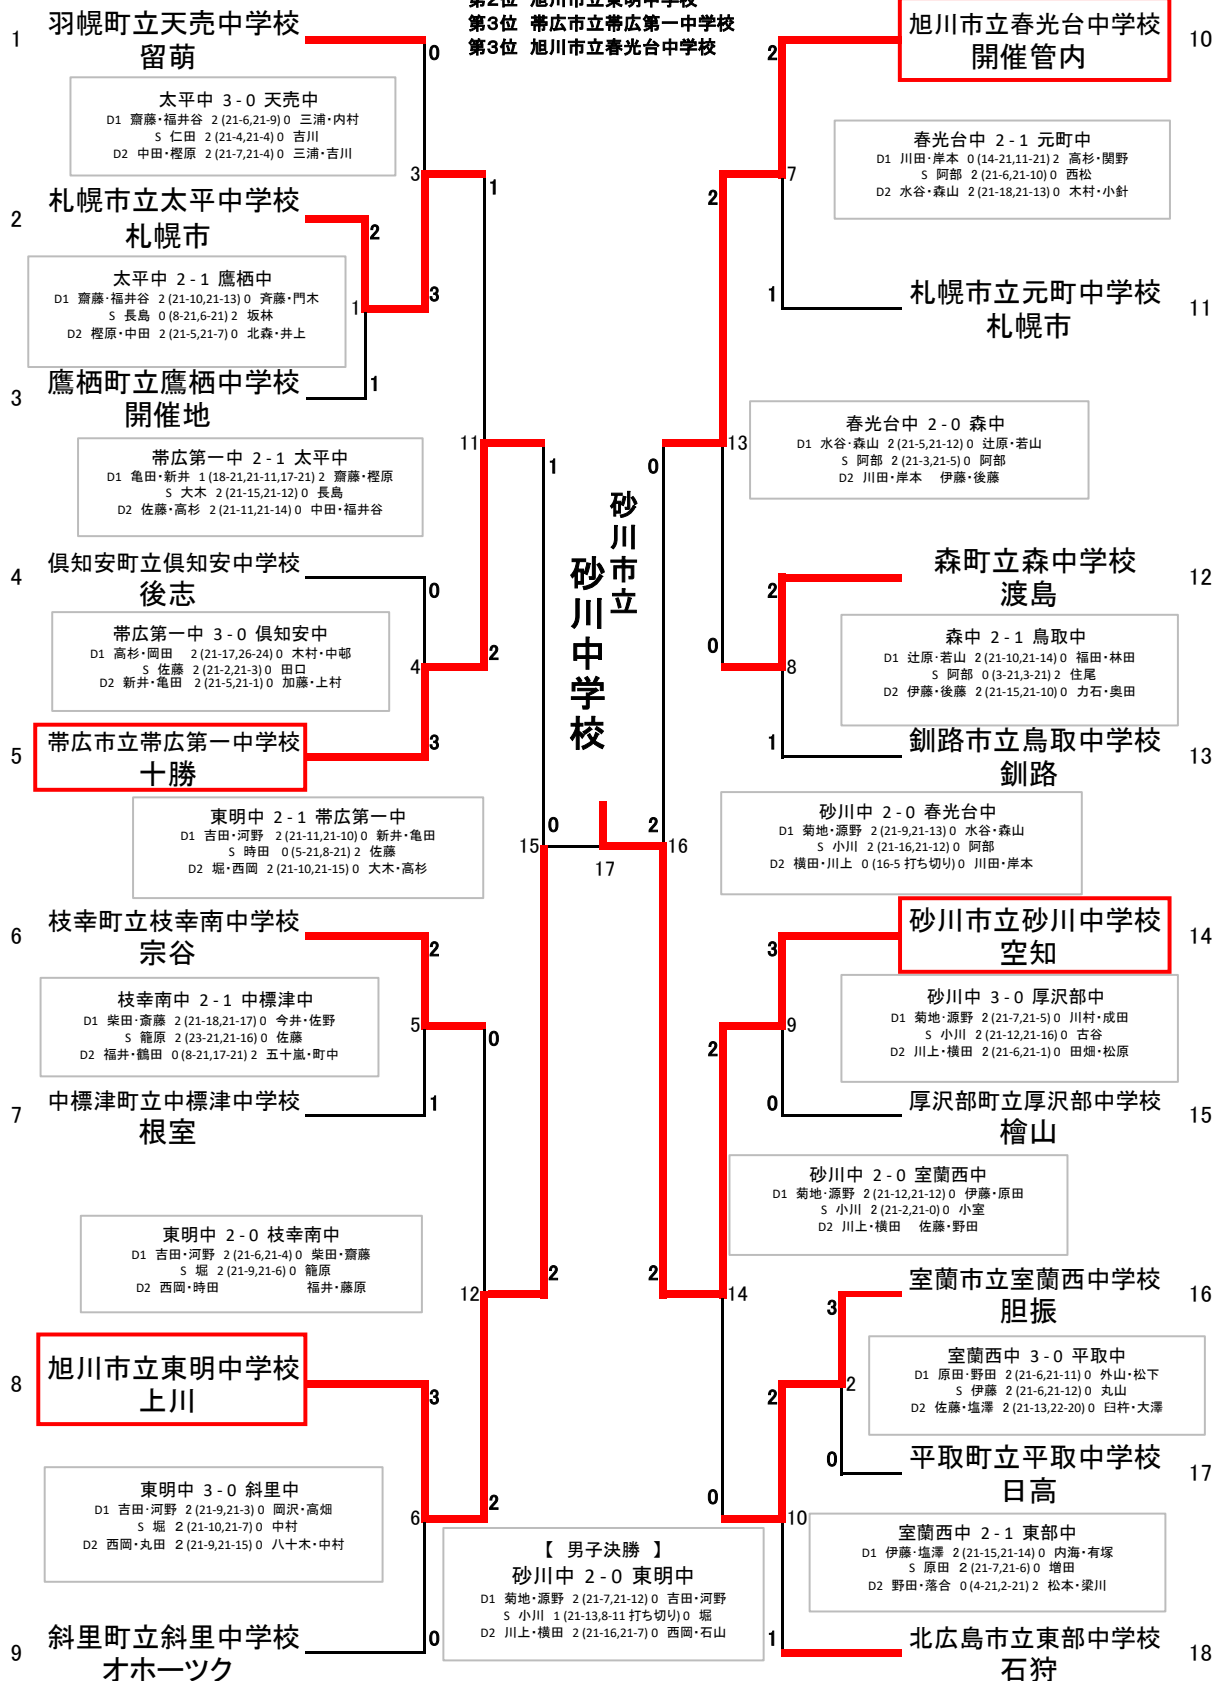 第2位 旭川市立東明中学校
第3位 帯広市立帯広第一中学校
第3位 旭川市立春光台中学校
1
羽幌町立天売中学校
留萌
0
太平中 3-0 天売中
D1 齋藤・福井谷 2(21-6,21-9)0 三浦・内村
S 仁田 2(21-4,21-4)0 吉川
D2 中田・樫原 2(21-7,21-4)0 三浦・吉川
3
1
2
札幌市立太平中学校
札幌市
2
太平中 2-1 鷹栖中
D1 齋藤・福井谷 2(21-10,21-13)0 斉藤・門木
S 長島 0(8-21,6-21)2 坂林
D2 樫原・中田 2(21-5,21-7)0 北森・井上
1
3
3
鷹栖町立鷹栖中学校
開催地
1
帯広第一中 2-1 太平中
D1 亀田・新井 1(18-21,21-11,17-21)2 齋藤・樫原
S 大木 2(21-15,21-12)0 長島
D2 佐藤・高杉 2(21-11,21-14)0 中田・福井谷
11
1
4
倶知安町立倶知安中学校
後志
0
帯広第一中 3-0 倶知安中
D1 高杉・岡田 2(21-17,26-24)0 木村・中邨
S 佐藤 2(21-2,21-3)0 田口
D2 新井・亀田 2(21-5,21-1)0 加藤・上村
4
2
5
帯広市立帯広第一中学校
十勝
3
東明中 2-1 帯広第一中
D1 吉田・河野 2(21-11,21-10)0 新井・亀田
S 時田 0(5-21,8-21)2 佐藤
D2 堀・西岡 2(21-10,21-15)0 大木・高杉
15
0
6
枝幸町立枝幸南中学校
宗谷
2
枝幸南中 2-1 中標津中
D1 柴田・斎藤 2(21-18,21-17)0 今井・佐野
S 籠原 2(23-21,21-16)0 佐藤
D2 福井・鶴田 0(8-21,17-21)2 五十嵐・町中
5
0
7
中標津町立中標津中学校
根室
1
東明中 2-0 枝幸南中
D1 吉田・河野 2(21-6,21-4)0 柴田・齋藤
S 堀 2(21-9,21-6)0 籠原
D2 西岡・時田 福井・藤原
12
2
8
旭川市立東明中学校
上川
3
東明中 3-0 斜里中
D1 吉田・河野 2(21-9,21-3)0 岡沢・高畑
S 堀 2(21-10,21-7)0 中村
D2 西岡・丸田 2(21-9,21-15)0 八十木・中村
6
2
9
斜里町立斜里中学校
オホーツク
0
砂川市立
砂川中学校
17
【 男子決勝 】
砂川中 2-0 東明中
D1 菊地・源野 2(21-7,21-12)0 吉田・河野
S 小川 1(21-13,8-11 打ち切り)0 堀
D2 川上・横田 2(21-16,21-7)0 西岡・石山
旭川市立春光台中学校
開催管内
10
2
春光台中 2-1 元町中
D1 川田・岸本 0(14-21,11-21)2 高杉・関野
S 阿部 2(21-6,21-10)0 西松
D2 水谷・森山 2(21-18,21-13)0 木村・小針
7
2
札幌市立元町中学校
札幌市
11
1
春光台中 2-0 森中
D1 水谷・森山 2(21-5,21-12)0 辻原・若山
S 阿部 2(21-3,21-5)0 阿部
D2 川田・岸本 伊藤・後藤
13
0
森町立森中学校
渡島
12
2
森中 2-1 鳥取中
D1 辻原・若山 2(21-10,21-14)0 福田・林田
S 阿部 0(3-21,3-21)2 住尾
D2 伊藤・後藤 2(21-15,21-10)0 力石・奥田
8
0
釧路市立鳥取中学校
釧路
13
1
砂川中 2-0 春光台中
D1 菊地・源野 2(21-9,21-13)0 水谷・森山
S 小川 2(21-16,21-12)0 阿部
D2 横田・川上 0(16-5 打ち切り)0 川田・岸本
16
2
砂川市立砂川中学校
空知
14
3
砂川中 3-0 厚沢部中
D1 菊地・源野 2(21-7,21-5)0 川村・成田
S 小川 2(21-12,21-16)0 古谷
D2 川上・横田 2(21-6,21-1)0 田畑・松原
9
2
厚沢部町立厚沢部中学校
檜山
15
0
砂川中 2-0 室蘭西中
D1 菊地・源野 2(21-12,21-12)0 伊藤・原田
S 小川 2(21-2,21-0)0 小室
D2 川上・横田 佐藤・野田
14
2
室蘭市立室蘭西中学校
胆振
16
3
室蘭西中 3-0 平取中
D1 原田・野田 2(21-6,21-11)0 外山・松下
S 伊藤 2(21-6,21-12)0 丸山
D2 佐藤・塩澤 2(21-13,22-20)0 臼杵・大澤
2
2
平取町立平取中学校
日高
17
0
室蘭西中 2-1 東部中
D1 伊藤・塩澤 2(21-15,21-14)0 内海・有塚
S 原田 2(21-7,21-6)0 増田
D2 野田・落合 0(4-21,2-21)2 松本・梁川
10
0
北広島市立東部中学校
石狩
18
1